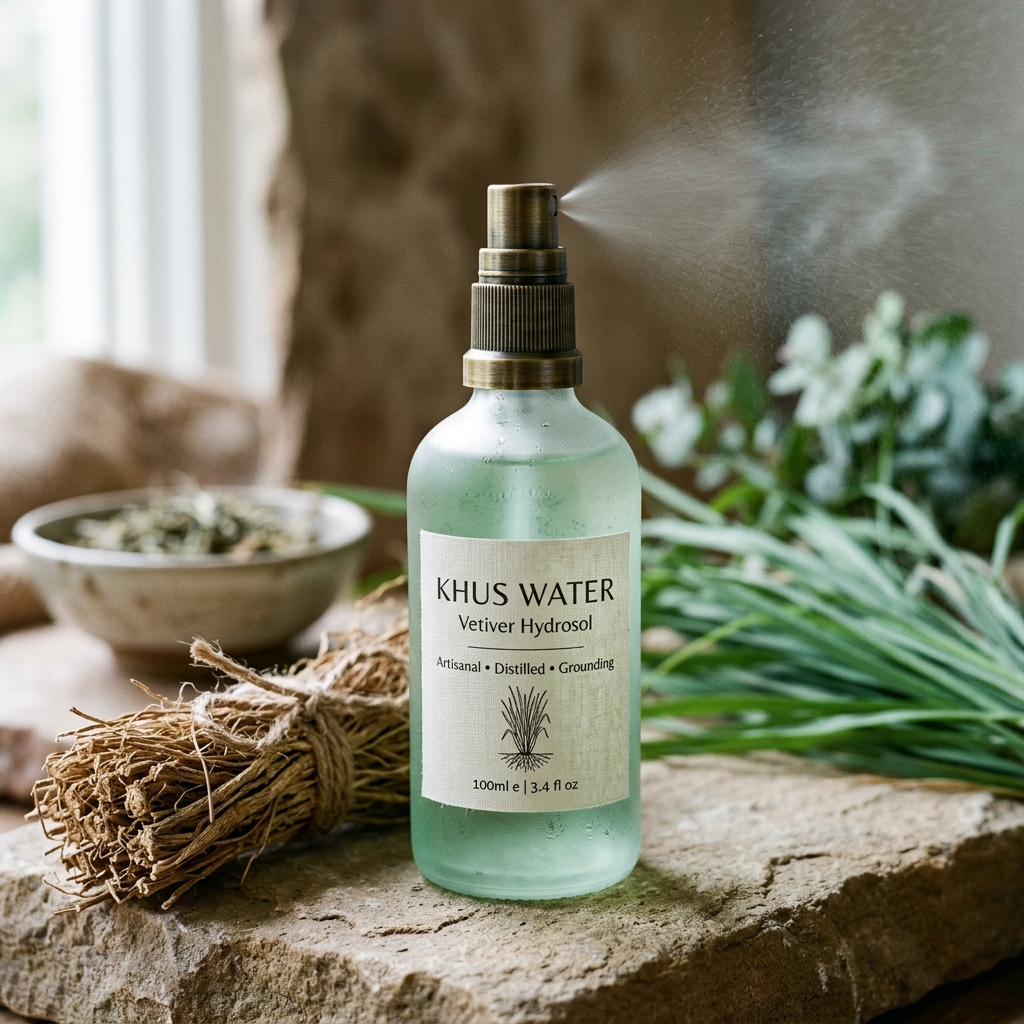 KHUS WATER
Vetiver Hydrosol
Artisanal • Distilled • Grounding
100ml e | 3.4 fl oz